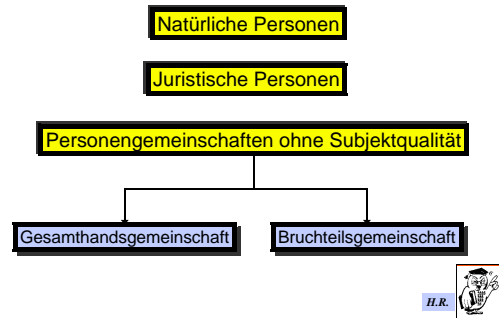 Natürliche Personen
Juristische Personen
Personengemeinschaften ohne Subjektqualität
Gesamthandsgemeinschaft
Bruchteilsgemeinschaft
H.R.